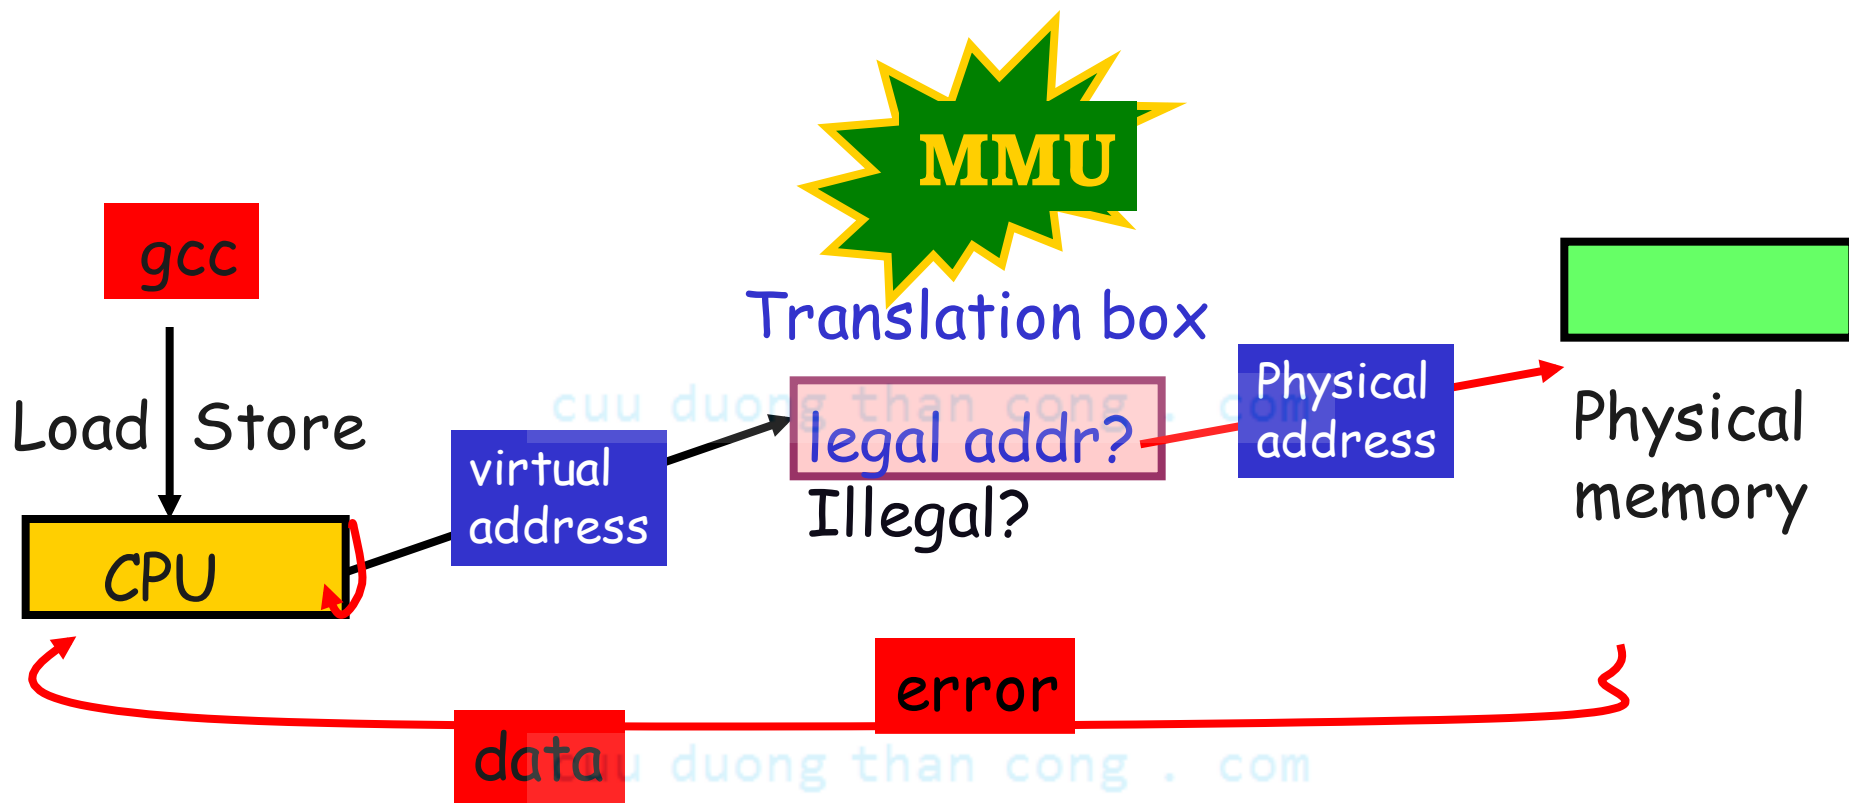 MMU
gcc
Translation box
Load Store
cuu duong than cong . com
legal addr?
Physical
address
Physical
memory
virtual
address
Illegal?
CPU
error
data
cuu duong than cong . com